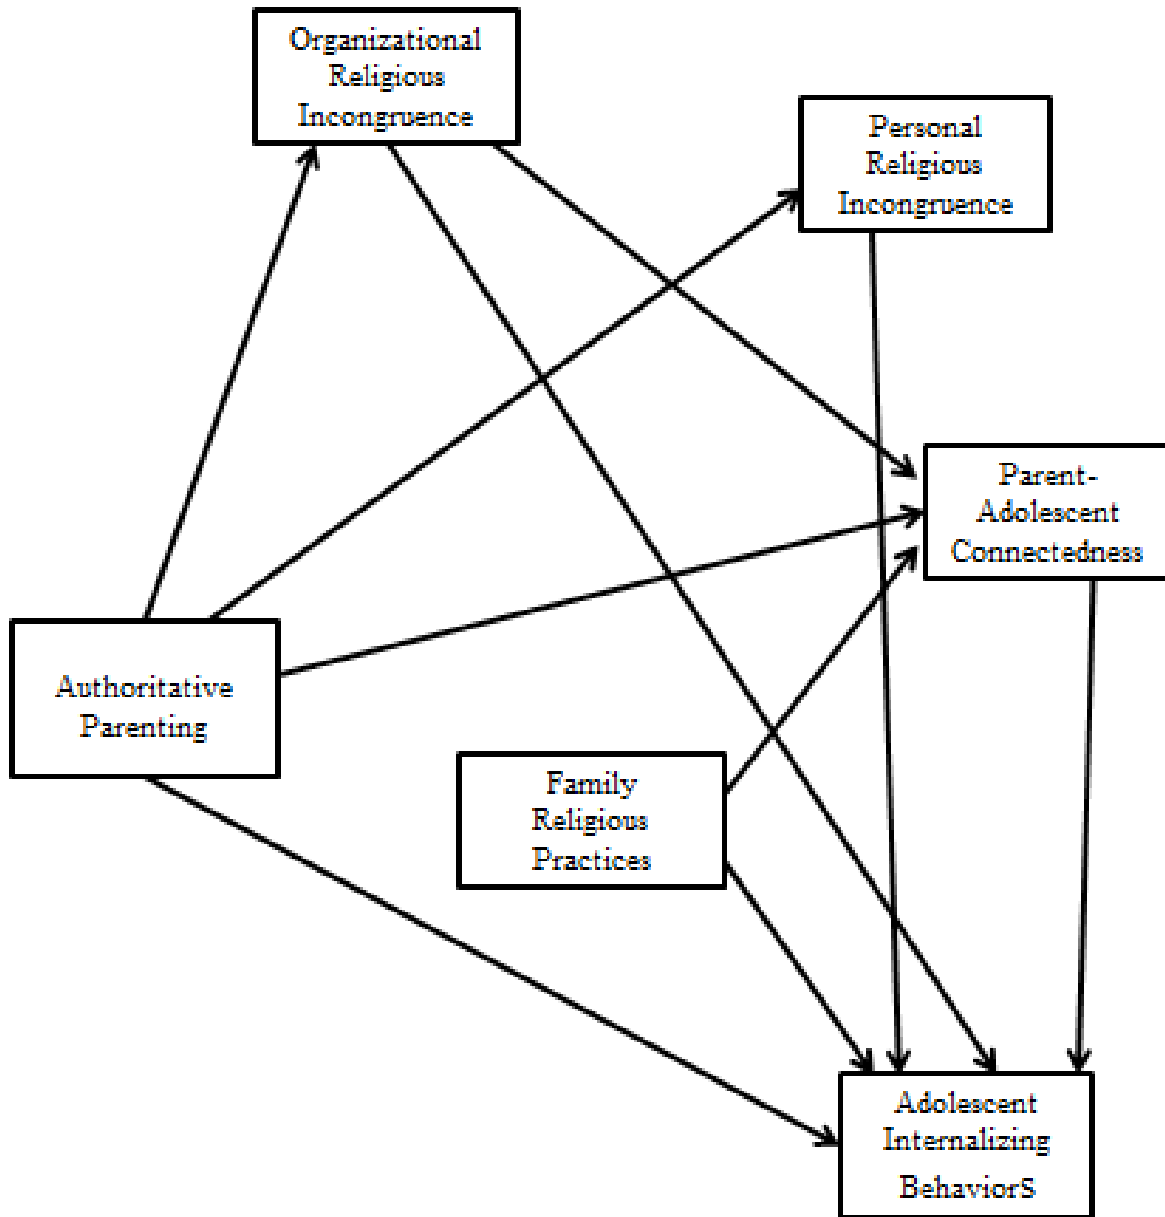 Organizational
Religious
Incongruence
Personal
Religious
Incongruence
Parent-
Adolescent
Connectedness
Authoritative
Parenting
Family
Religious
Practices
Adolescent
Internalizing
Behaviors